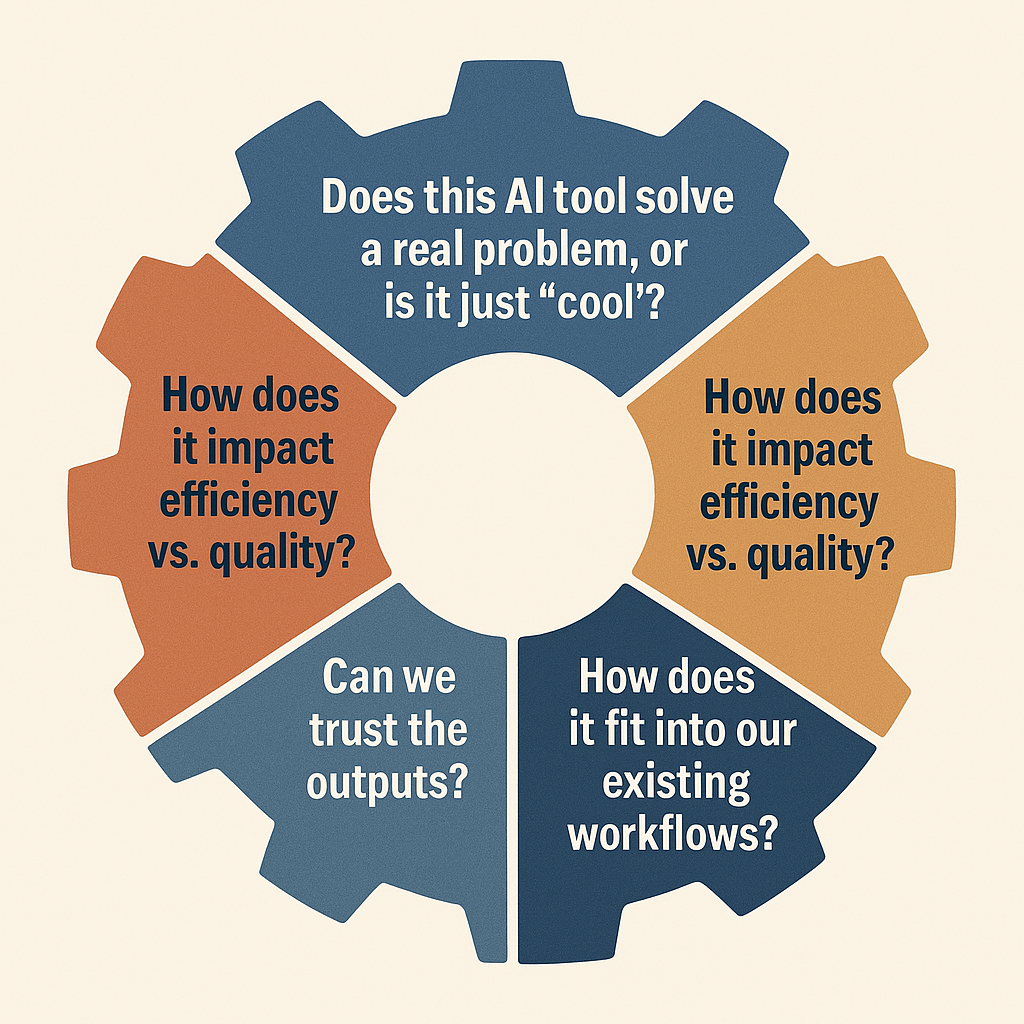 Does this AI tool solve
a real problem, or
is it just “cool’?
How does
it impact
efficiency
vs. quality?
How does
it impact
efficiency
vs. quality?
Can we
trust the
outputs?
How does
it fit into our
existing
workflows?